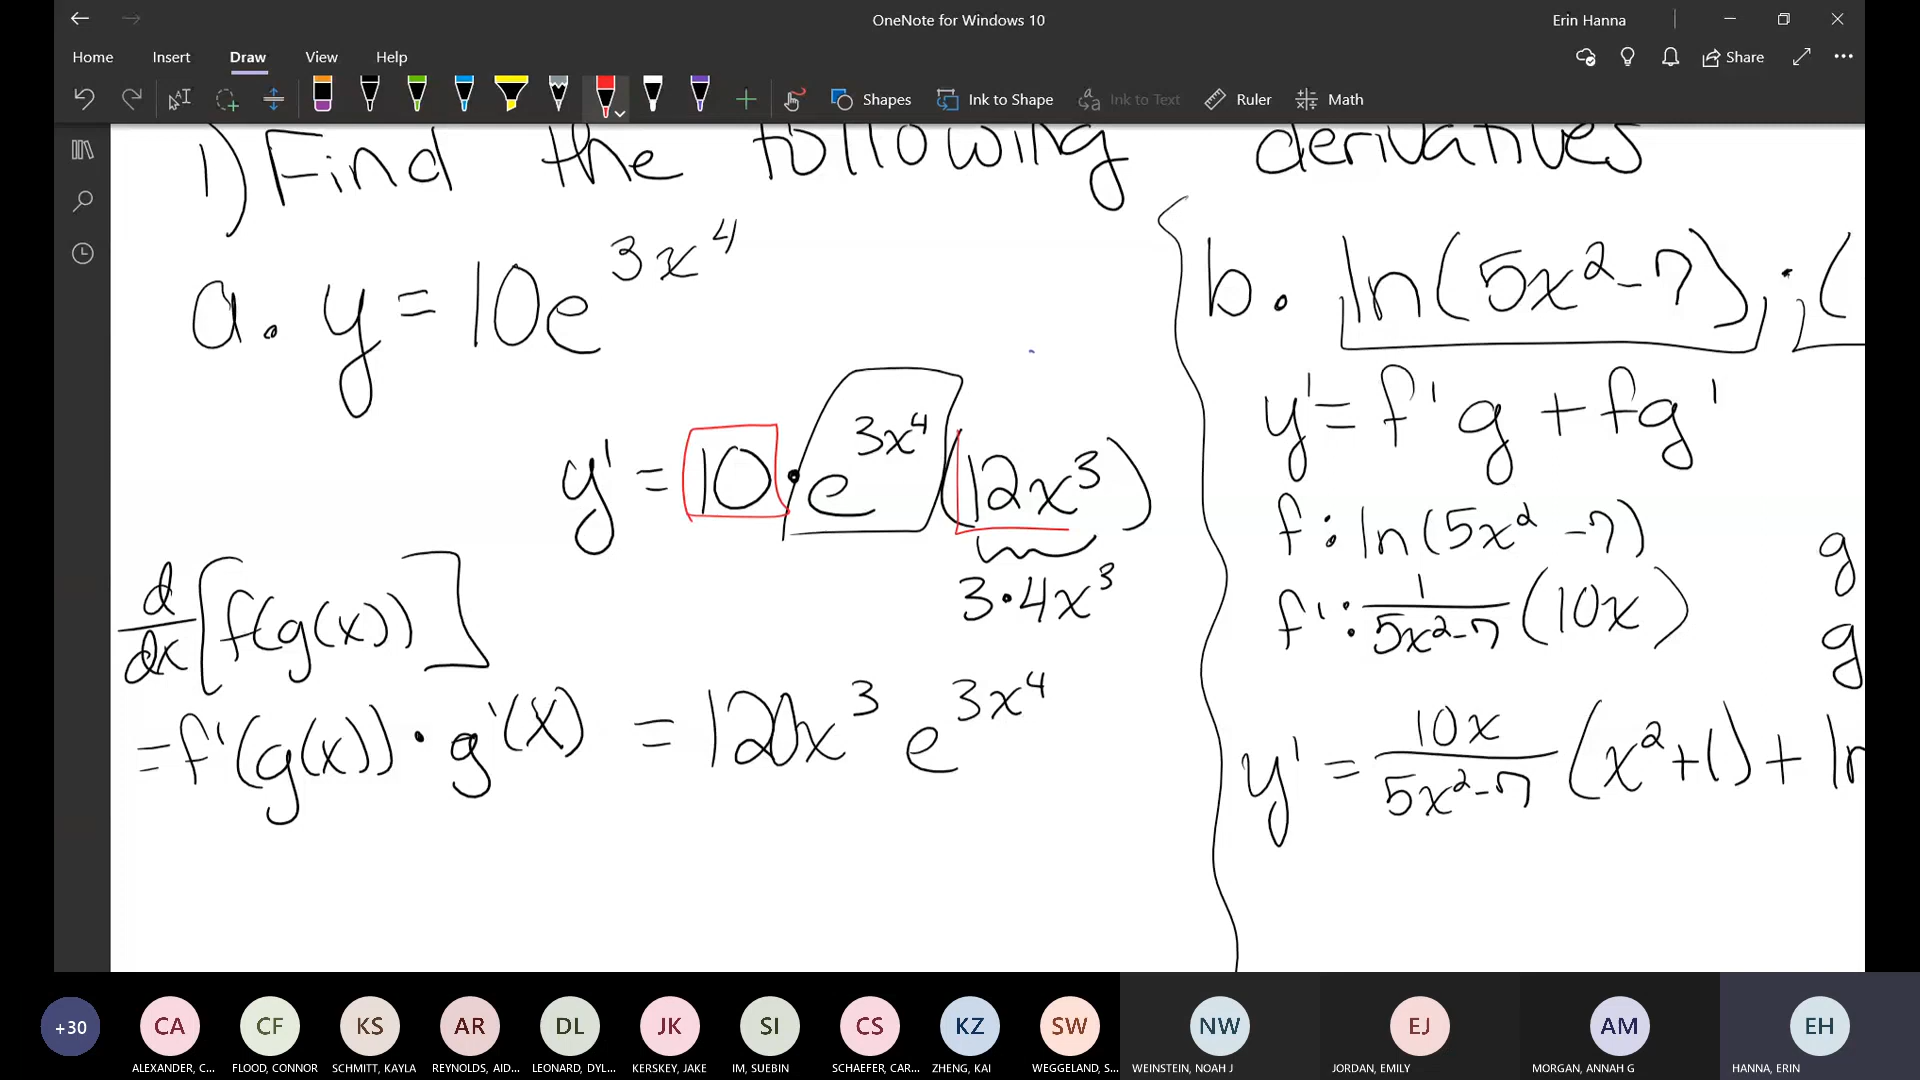 OneNote for Windows 10
Erin Hanna
Home Insert Draw View Help
Share
Shapes Ink to Shape Ink to Text Ruler Math
1) Find the following derivatives
a. y = 10e^{3x^4}
y' = 10 · e^{3x^4} (12x^3)
3·4x^3
d/dx [f(g(x))]
= f'(g(x)) · g'(x) = 120x^3 e^{3x^4}
b. ln(5x^2-7) · (
y' = f'g + fg'
f: ln(5x^2 -7) g
f': 1/(5x^2-7) (10x) g
y' = 10x/(5x^2-7) (x^2+1) + ln
+30 CA CF KS AR DL JK SI CS KZ SW NW EJ AM EH
ALEXANDER, C... FLOOD, CONNOR SCHMITT, KAYLA REYNOLDS, AID... LEONARD, DYL... KERSKEY, JAKE IM, SUEBIN SCHAEFER, CAR... ZHENG, KAI WEGGELAND, S... WEINSTEIN, NOAH J JORDAN, EMILY MORGAN, ANNAH G HANNA, ERIN